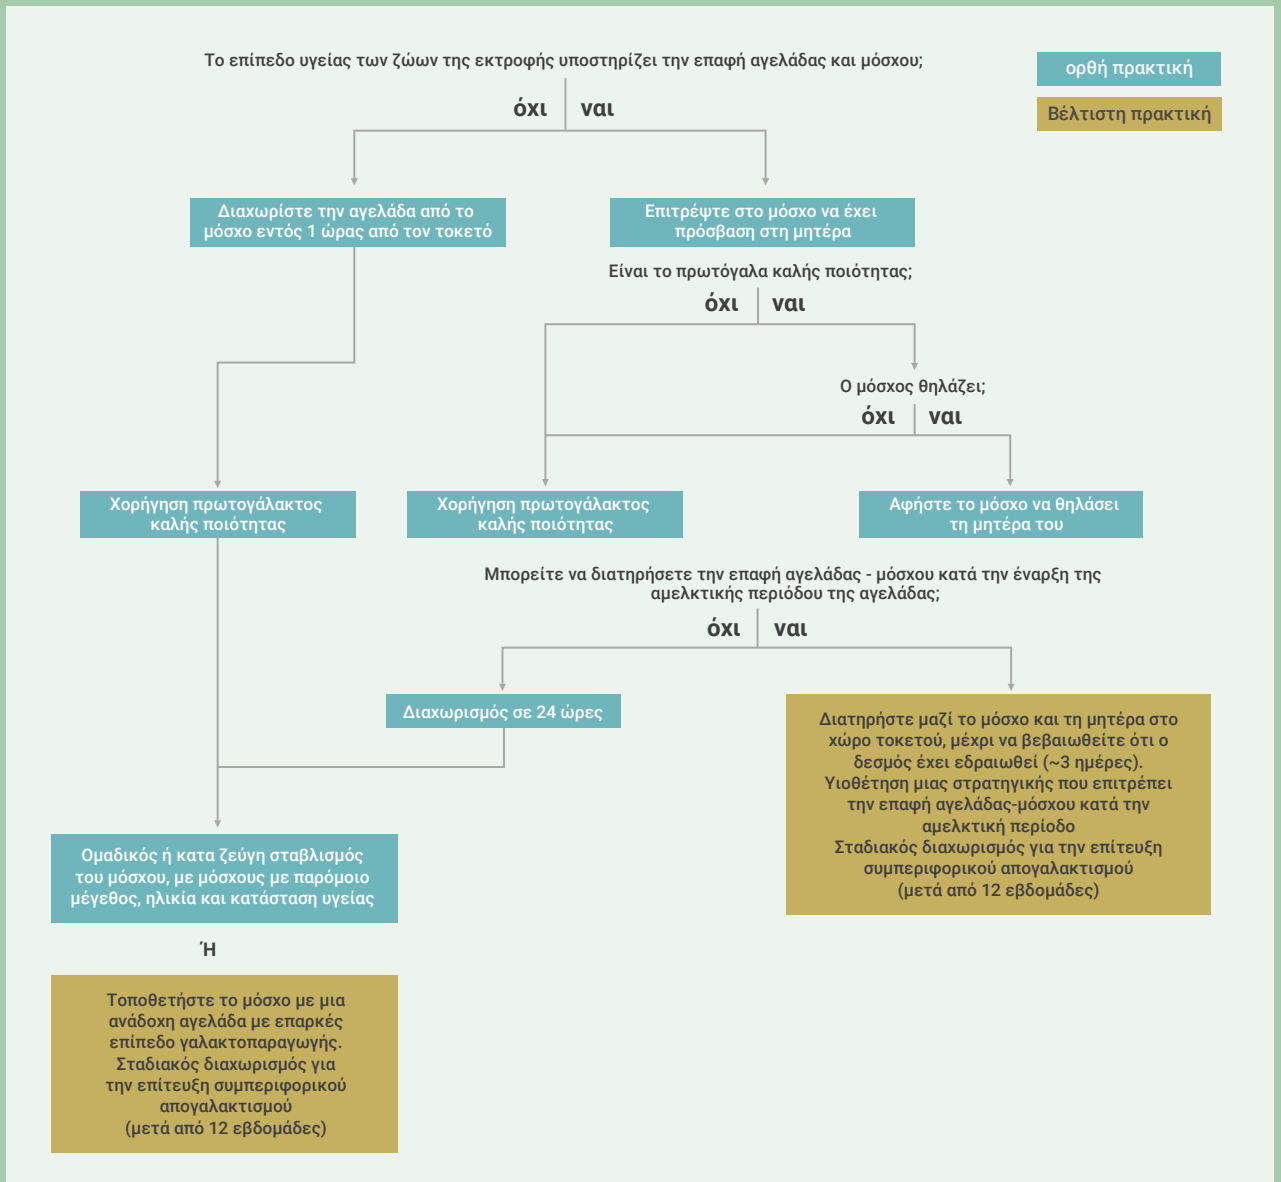 Το επίπεδο υγείας των ζώων της εκτροφής υποστηρίζει την επαφή αγελάδας και μόσχου;
ορθή πρακτική
Βέλτιστη πρακτική
όχι ναι
Διαχωρίστε την αγελάδα από το
μόσχο εντός 1 ώρας από τον τοκετό
Επιτρέψτε στο μόσχο να έχει
πρόσβαση στη μητέρα
Είναι το πρωτόγαλα καλής ποιότητας;
όχι ναι
Ο μόσχος θηλάζει;
όχι ναι
Χορήγηση πρωτογάλακτος
καλής ποιότητας
Χορήγηση πρωτογάλακτος
καλής ποιότητας
Αφήστε το μόσχο να θηλάσει
τη μητέρα του
Μπορείτε να διατηρήσετε την επαφή αγελάδας - μόσχου κατά την έναρξη της
αμελκτικής περιόδου της αγελάδας;
όχι ναι
Διαχωρισμός σε 24 ώρες
Διατηρήστε μαζί το μόσχο και τη μητέρα στο
χώρο τοκετού, μέχρι να βεβαιωθείτε ότι ο
δεσμός έχει εδραιωθεί (~3 ημέρες).
Υιοθέτηση μιας στρατηγικής που επιτρέπει
την επαφή αγελάδας-μόσχου κατά την
αμελκτική περίοδο
Σταδιακός διαχωρισμός για την επίτευξη
συμπεριφορικού απογαλακτισμού
(μετά από 12 εβδομάδες)
Ομαδικός ή κατα ζεύγη σταβλισμός
του μόσχου, με μόσχους με παρόμοιο
μέγεθος, ηλικία και κατάσταση υγείας
Ή
Τοποθετήστε το μόσχο με μια
ανάδοχη αγελάδα με επαρκές
επίπεδο γαλακτοπαραγωγής.
Σταδιακός διαχωρισμός για
την επίτευξη συμπεριφορικού
απογαλακτισμού
(μετά από 12 εβδομάδες)